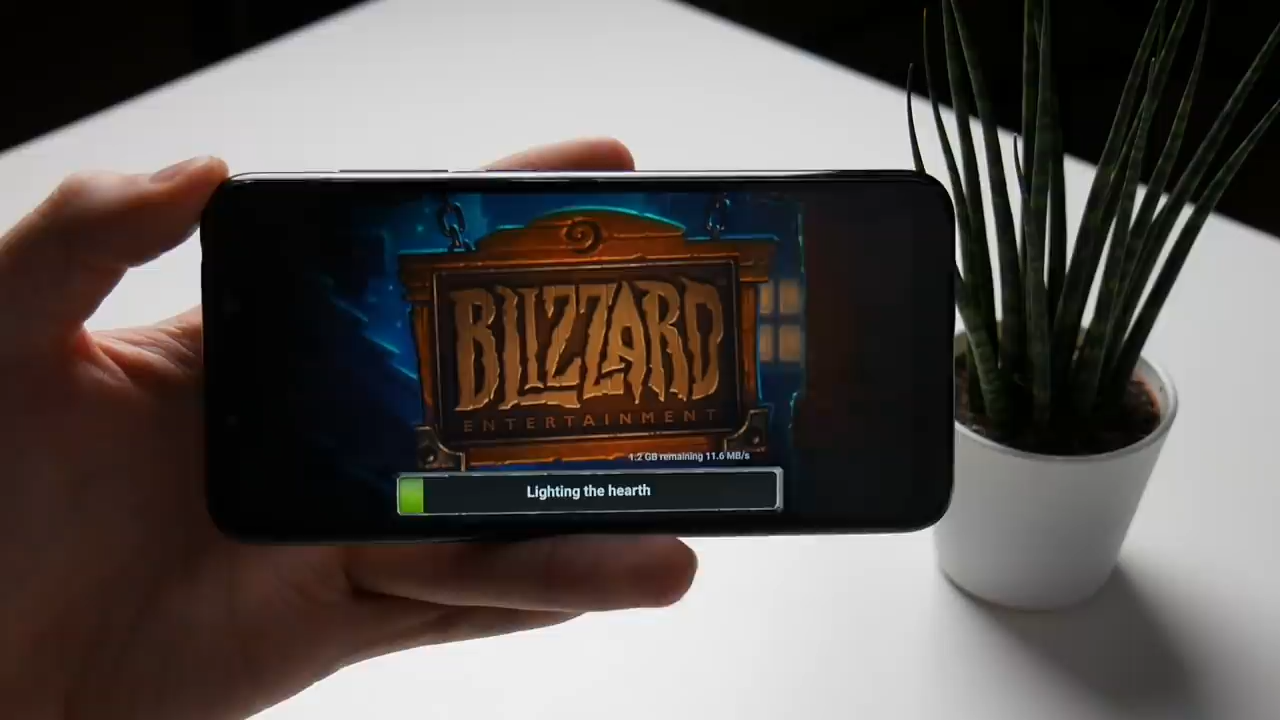 BLIZZARD
ENTERTAINMENT
1.2 GB remaining 11.6 MB/s
Lighting the hearth